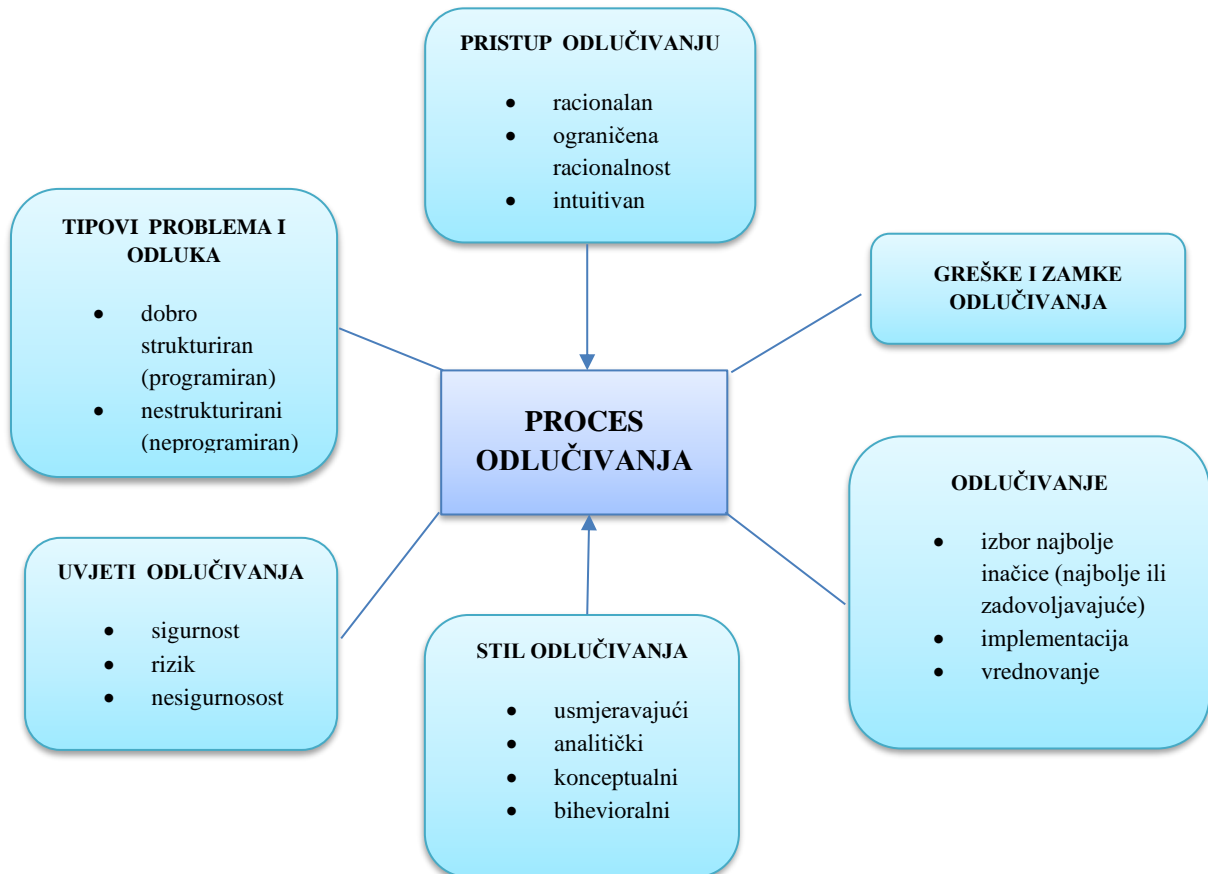 PRISTUP ODLUČIVANJU
• racionalan
• ograničena
racionalnost
• intuitivan
TIPOVI PROBLEMA I
ODLUKA
• dobro
strukturiran
(programiran)
• nestrukturirani
(neprogramiran)
GREŠKE I ZAMKE
ODLUČIVANJA
PROCES
ODLUČIVANJA
ODLUČIVANJE
• izbor najbolje
inačice (najbolje ili
zadovoljavajuće)
• implementacija
• vrednovanje
UVJETI ODLUČIVANJA
• sigurnost
• rizik
• nesigurnosost
STIL ODLUČIVANJA
• usmjeravajući
• analitički
• konceptualni
• bihevioralni